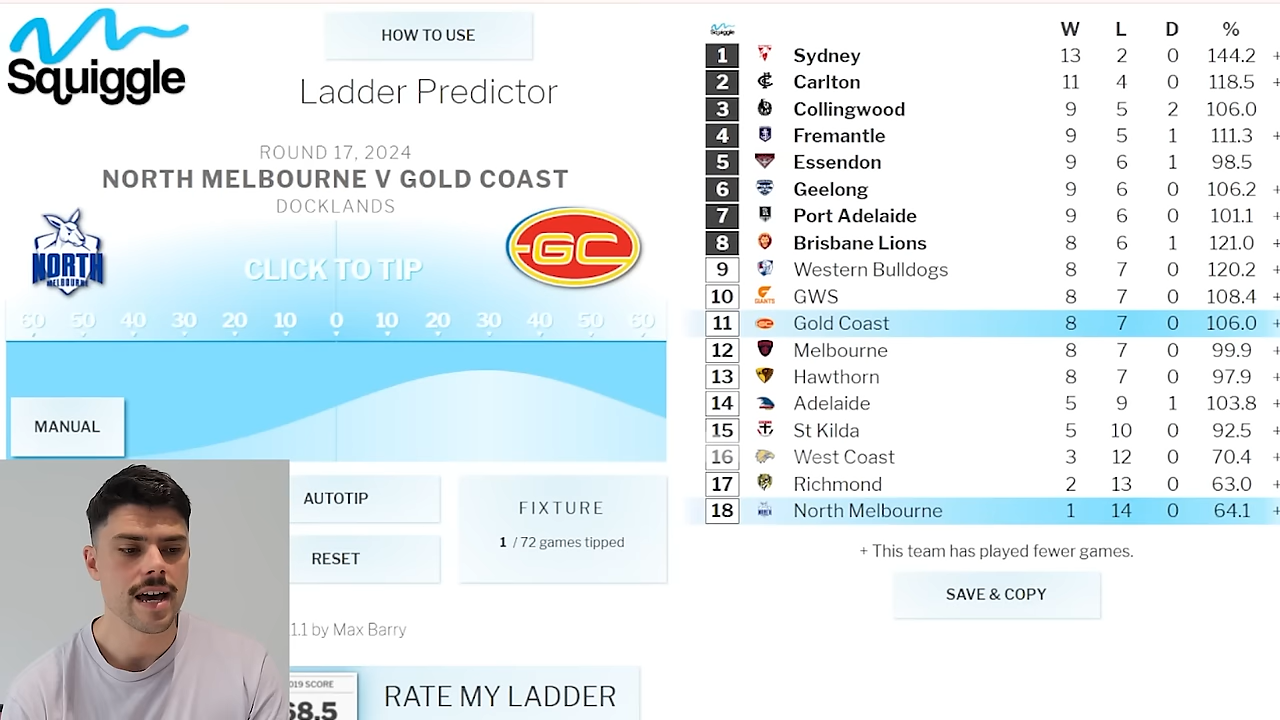 Squiggle
HOW TO USE
Ladder Predictor
ROUND 17, 2024
NORTH MELBOURNE V GOLD COAST
DOCKLANDS
NORTH
MELBOURNE
GC
CLICK TO TIP
60 50 40 30 20 10 0 10 20 30 40 50 60
MANUAL
AUTOTIP
RESET
FIXTURE
1 / 72 games tipped
1.1 by Max Barry
019 SCORE
68.5
RATE MY LADDER
Squiggle W L D %
1 Sydney 13 2 0 144.2 +
2 Carlton 11 4 0 118.5 +
3 Collingwood 9 5 2 106.0
4 Fremantle 9 5 1 111.3 +
5 Essendon 9 6 1 98.5
6 Geelong 9 6 0 106.2 +
7 Port Adelaide 9 6 0 101.1 +
8 Brisbane Lions 8 6 1 121.0 +
9 Western Bulldogs 8 7 0 120.2 +
10 GIANTS GWS 8 7 0 108.4 +
11 Gold Coast 8 7 0 106.0 +
12 Melbourne 8 7 0 99.9 +
13 Hawthorn 8 7 0 97.9 +
14 Adelaide 5 9 1 103.8 +
15 St Kilda 5 10 0 92.5 +
16 West Coast 3 12 0 70.4 +
17 Richmond 2 13 0 63.0 +
18 North Melbourne 1 14 0 64.1 +
+ This team has played fewer games.
SAVE & COPY